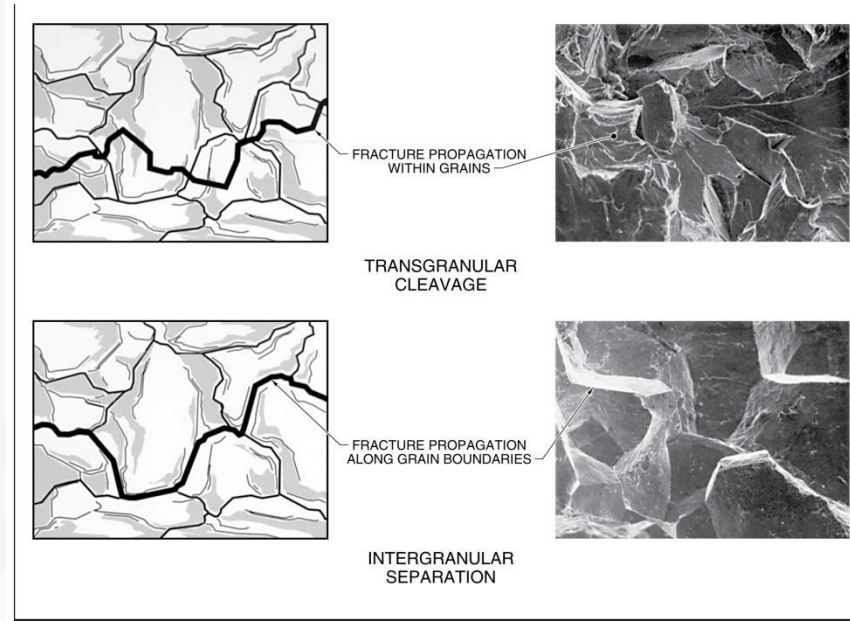 FRACTURE PROPAGATION
WITHIN GRAINS
TRANSGRANULAR
CLEAVAGE
FRACTURE PROPAGATION
ALONG GRAIN BOUNDARIES
INTERGRANULAR
SEPARATION